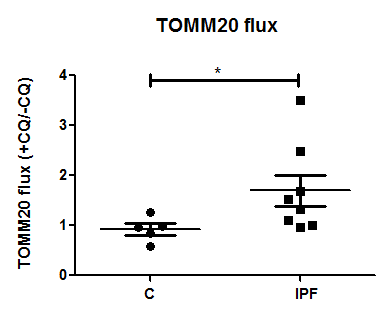 TOMM20 flux
*
TOMM20 flux (+CQ/-CQ)
4
3
2
1
0
C IPF